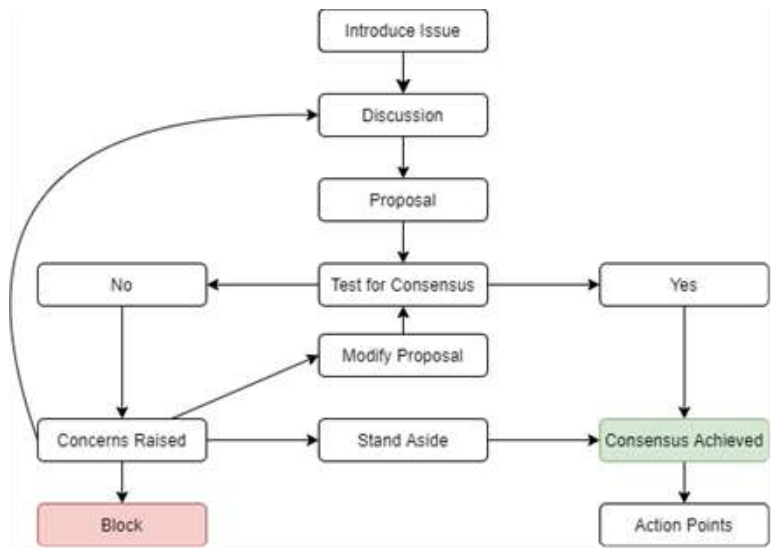 Introduce Issue
Discussion
Proposal
No
Test for Consensus
Yes
Modify Proposal
Concerns Raised
Stand Aside
Consensus Achieved
Block
Action Points